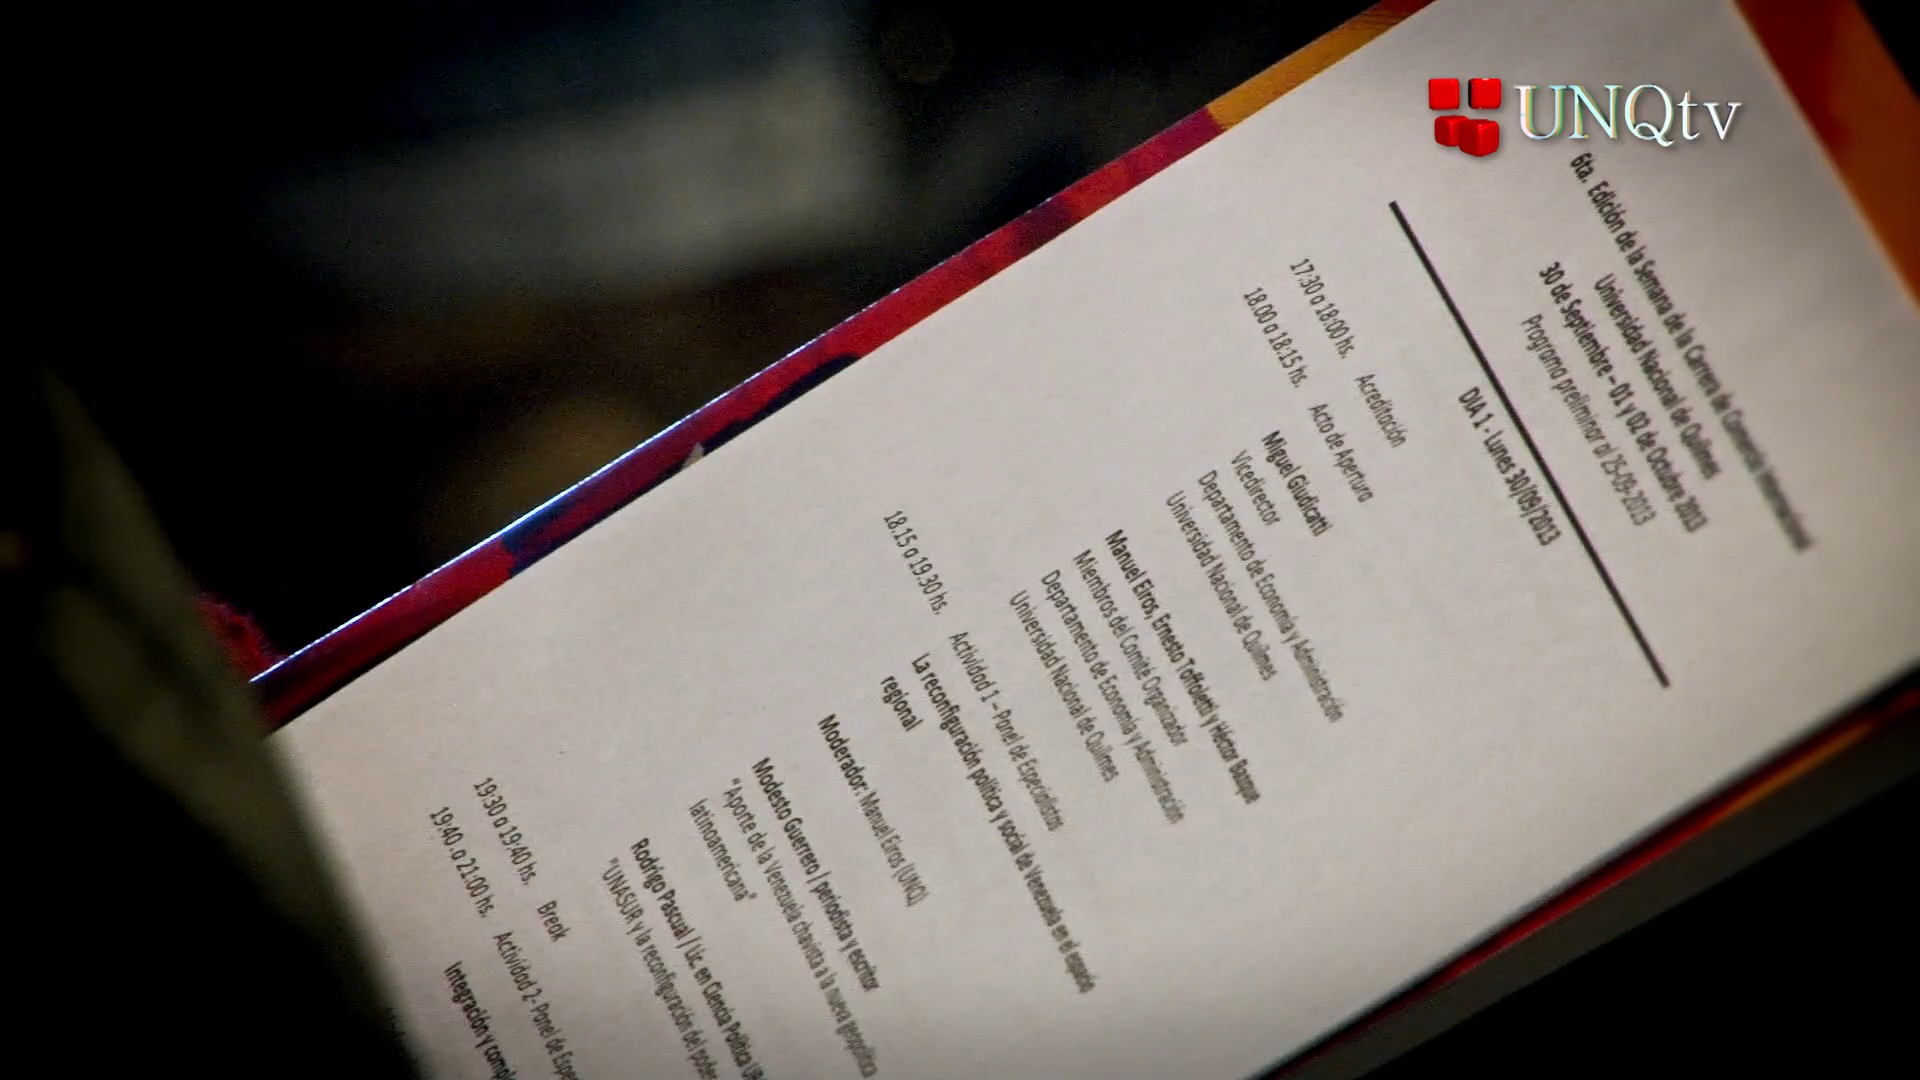 UNQtv
6ta. Edición de la Semana de la Carrera de Comercio Internacional
Universidad Nacional de Quilmes
30 de Septiembre – 01 y 02 de Octubre 2013
Programa preliminar al 25-09-2013
DIA 1 - Lunes 30/09/2013
17:30 a 18:00 hs. Acreditación
18.00 a 18:15 hs. Acto de Apertura
Miguel Giudicatti
Vicedirector
Departamento de Economía y Administración
Universidad Nacional de Quilmes
Manuel Eiros, Ernesto Toffoletti y Héctor Bazque
Miembros del Comité Organizador
Departamento de Economía y Administración
Universidad Nacional de Quilmes
18.15 a 19.30 hs. Actividad 1 – Panel de Especialistas
La reconfiguración política y social de Venezuela en el espacio
regional
Moderador: Manuel Eiros (UNQ)
Modesto Guerrero / periodista y escritor
"Aporte de la Venezuela chavista a la nueva geopolítica
latinoamericana"
Rodrigo Pascual / Lic. en Ciencia Política
"UNASUR y la reconfiguración del poder
19:30 a 19:40 hs. Break
19:40 a 21:00 hs. Actividad 2- Panel de Espe
Integración y compl